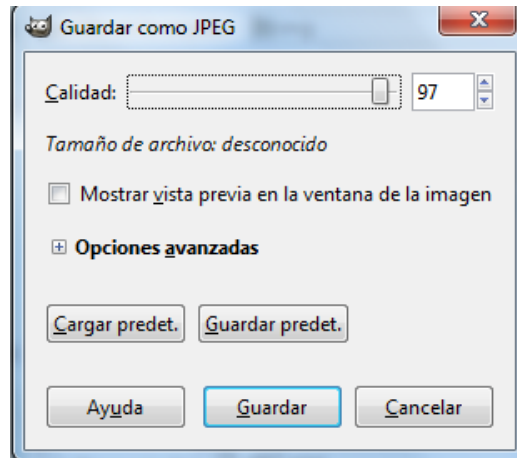 Guardar como JPEG
Calidad: 97
Tamaño de archivo: desconocido
Mostrar vista previa en la ventana de la imagen
Opciones avanzadas
Cargar predet. Guardar predet.
Ayuda Guardar Cancelar